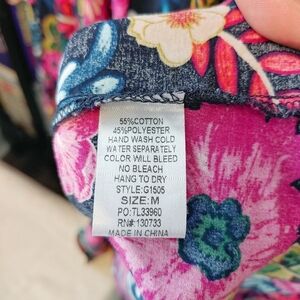 55%COTTON
45%POLYESTER
HAND WASH COLD
WATER SEPARATELY
COLOR WILL BLEED
NO BLEACH
HANG TO DRY
STYLE:G1505
SIZE:M
PO:TL33960
RN#:130733
MADE IN CHINA